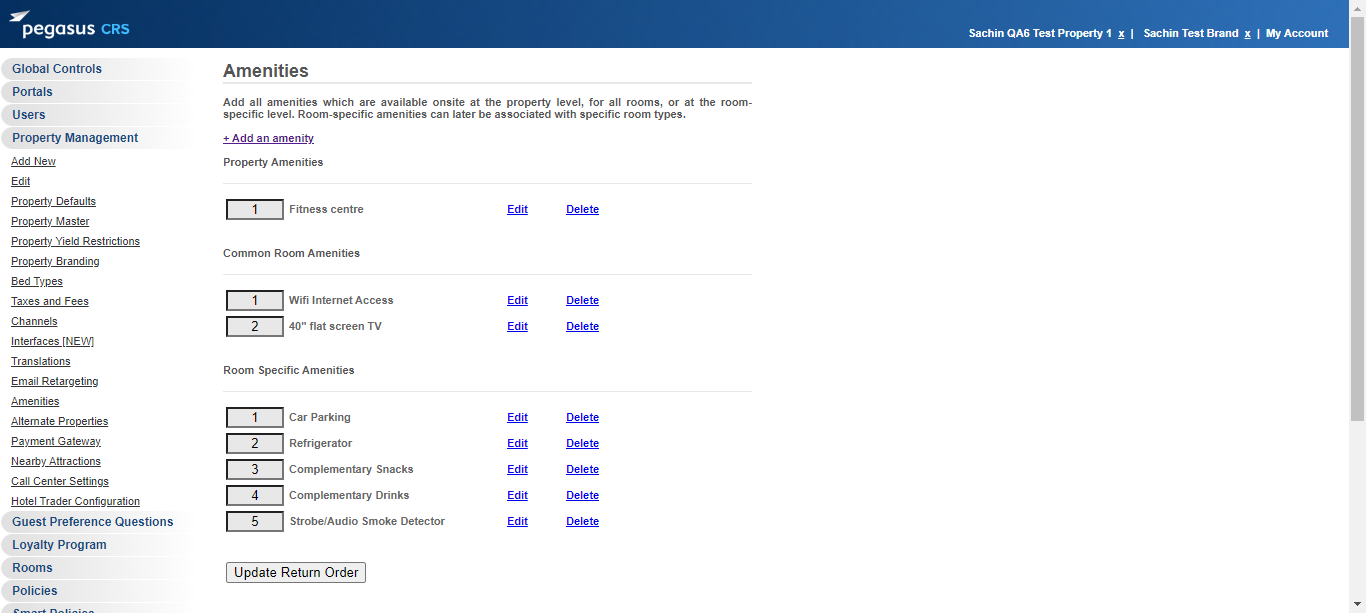 pegasus CRS
Sachin QA6 Test Property 1 x | Sachin Test Brand x | My Account
Global Controls
Portals
Users
Property Management
Add New
Edit
Property Defaults
Property Master
Property Yield Restrictions
Property Branding
Bed Types
Taxes and Fees
Channels
Interfaces [NEW]
Translations
Email Retargeting
Amenities
Alternate Properties
Payment Gateway
Nearby Attractions
Call Center Settings
Hotel Trader Configuration
Guest Preference Questions
Loyalty Program
Rooms
Policies
Smart Policies
Amenities
Add all amenities which are available onsite at the property level, for all rooms, or at the room-
specific level. Room-specific amenities can later be associated with specific room types.
+ Add an amenity
Property Amenities
1 Fitness centre Edit Delete
Common Room Amenities
1 Wifi Internet Access Edit Delete
2 40" flat screen TV Edit Delete
Room Specific Amenities
1 Car Parking Edit Delete
2 Refrigerator Edit Delete
3 Complementary Snacks Edit Delete
4 Complementary Drinks Edit Delete
5 Strobe/Audio Smoke Detector Edit Delete
Update Return Order